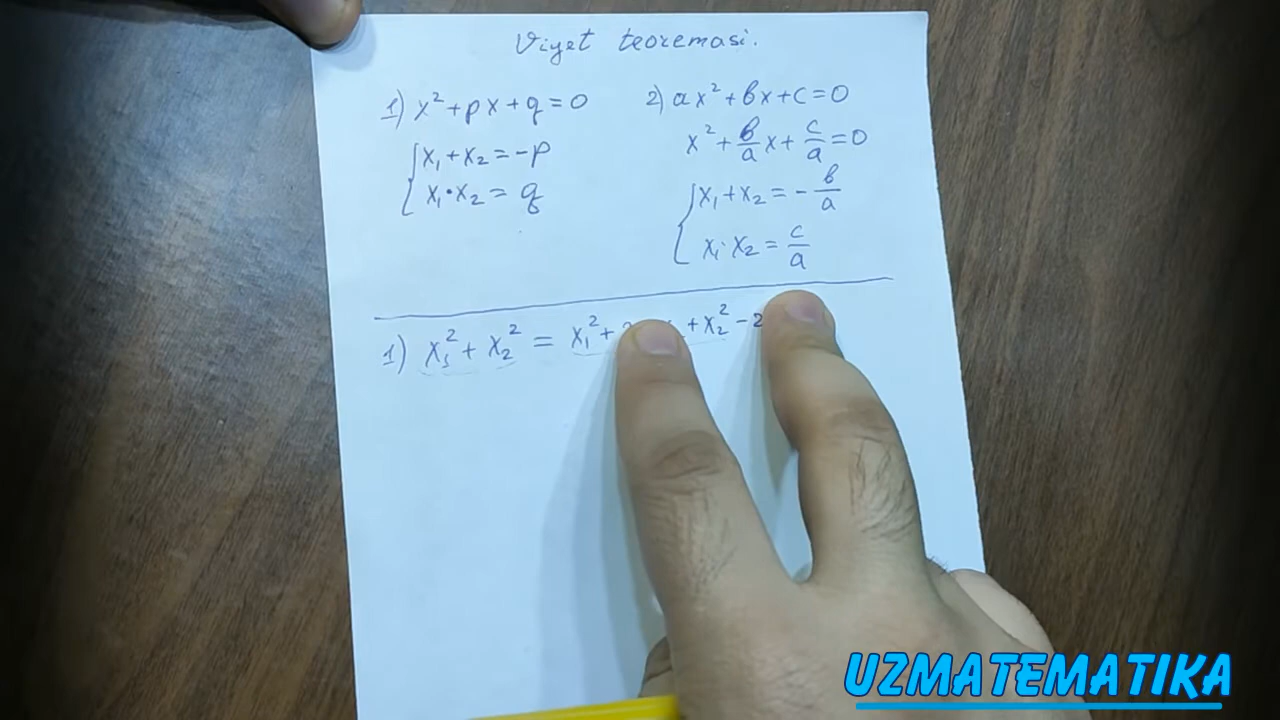 Viyet teoremasi.
1) x² + px + q = 0
x₁ + x₂ = -p
x₁ · x₂ = q
2) ax² + bx + c = 0
x² + b/a x + c/a = 0
x₁ + x₂ = - b/a
x₁ · x₂ = c/a
1) x₁² + x₂² = x₁² + + x₂² - 2
UZMATEMATIKA